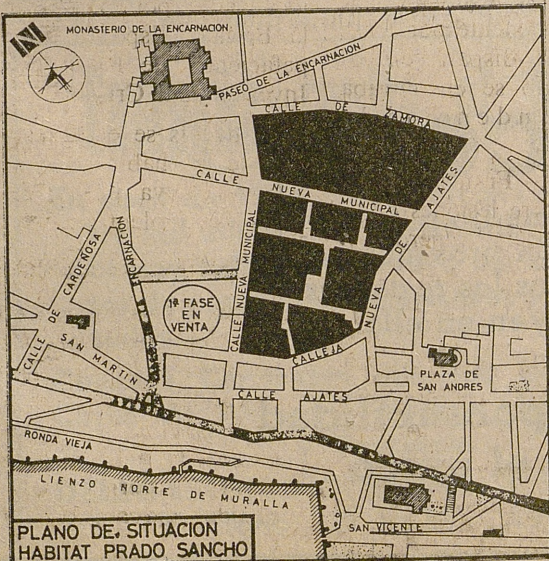 N
MONASTERIO DE LA ENCARNACION
PASEO DE LA ENCARNACION
CALLE DE ZAMORA
CALLE NUEVA MUNICIPAL
CALLE NUEVA MUNICIPAL
NUEVA DE AJATES
CALLE DE CARDEÑOSA
ENCARNACION
1ª FASE
EN
VENTA
SAN MARTIN
CALLEJA
PLAZA DE
SAN ANDRES
CALLE AJATES
RONDA VIEJA
LIENZO NORTE DE MURALLA
SAN VICENTE
PLANO DE SITUACION
HABITAT PRADO SANCHO